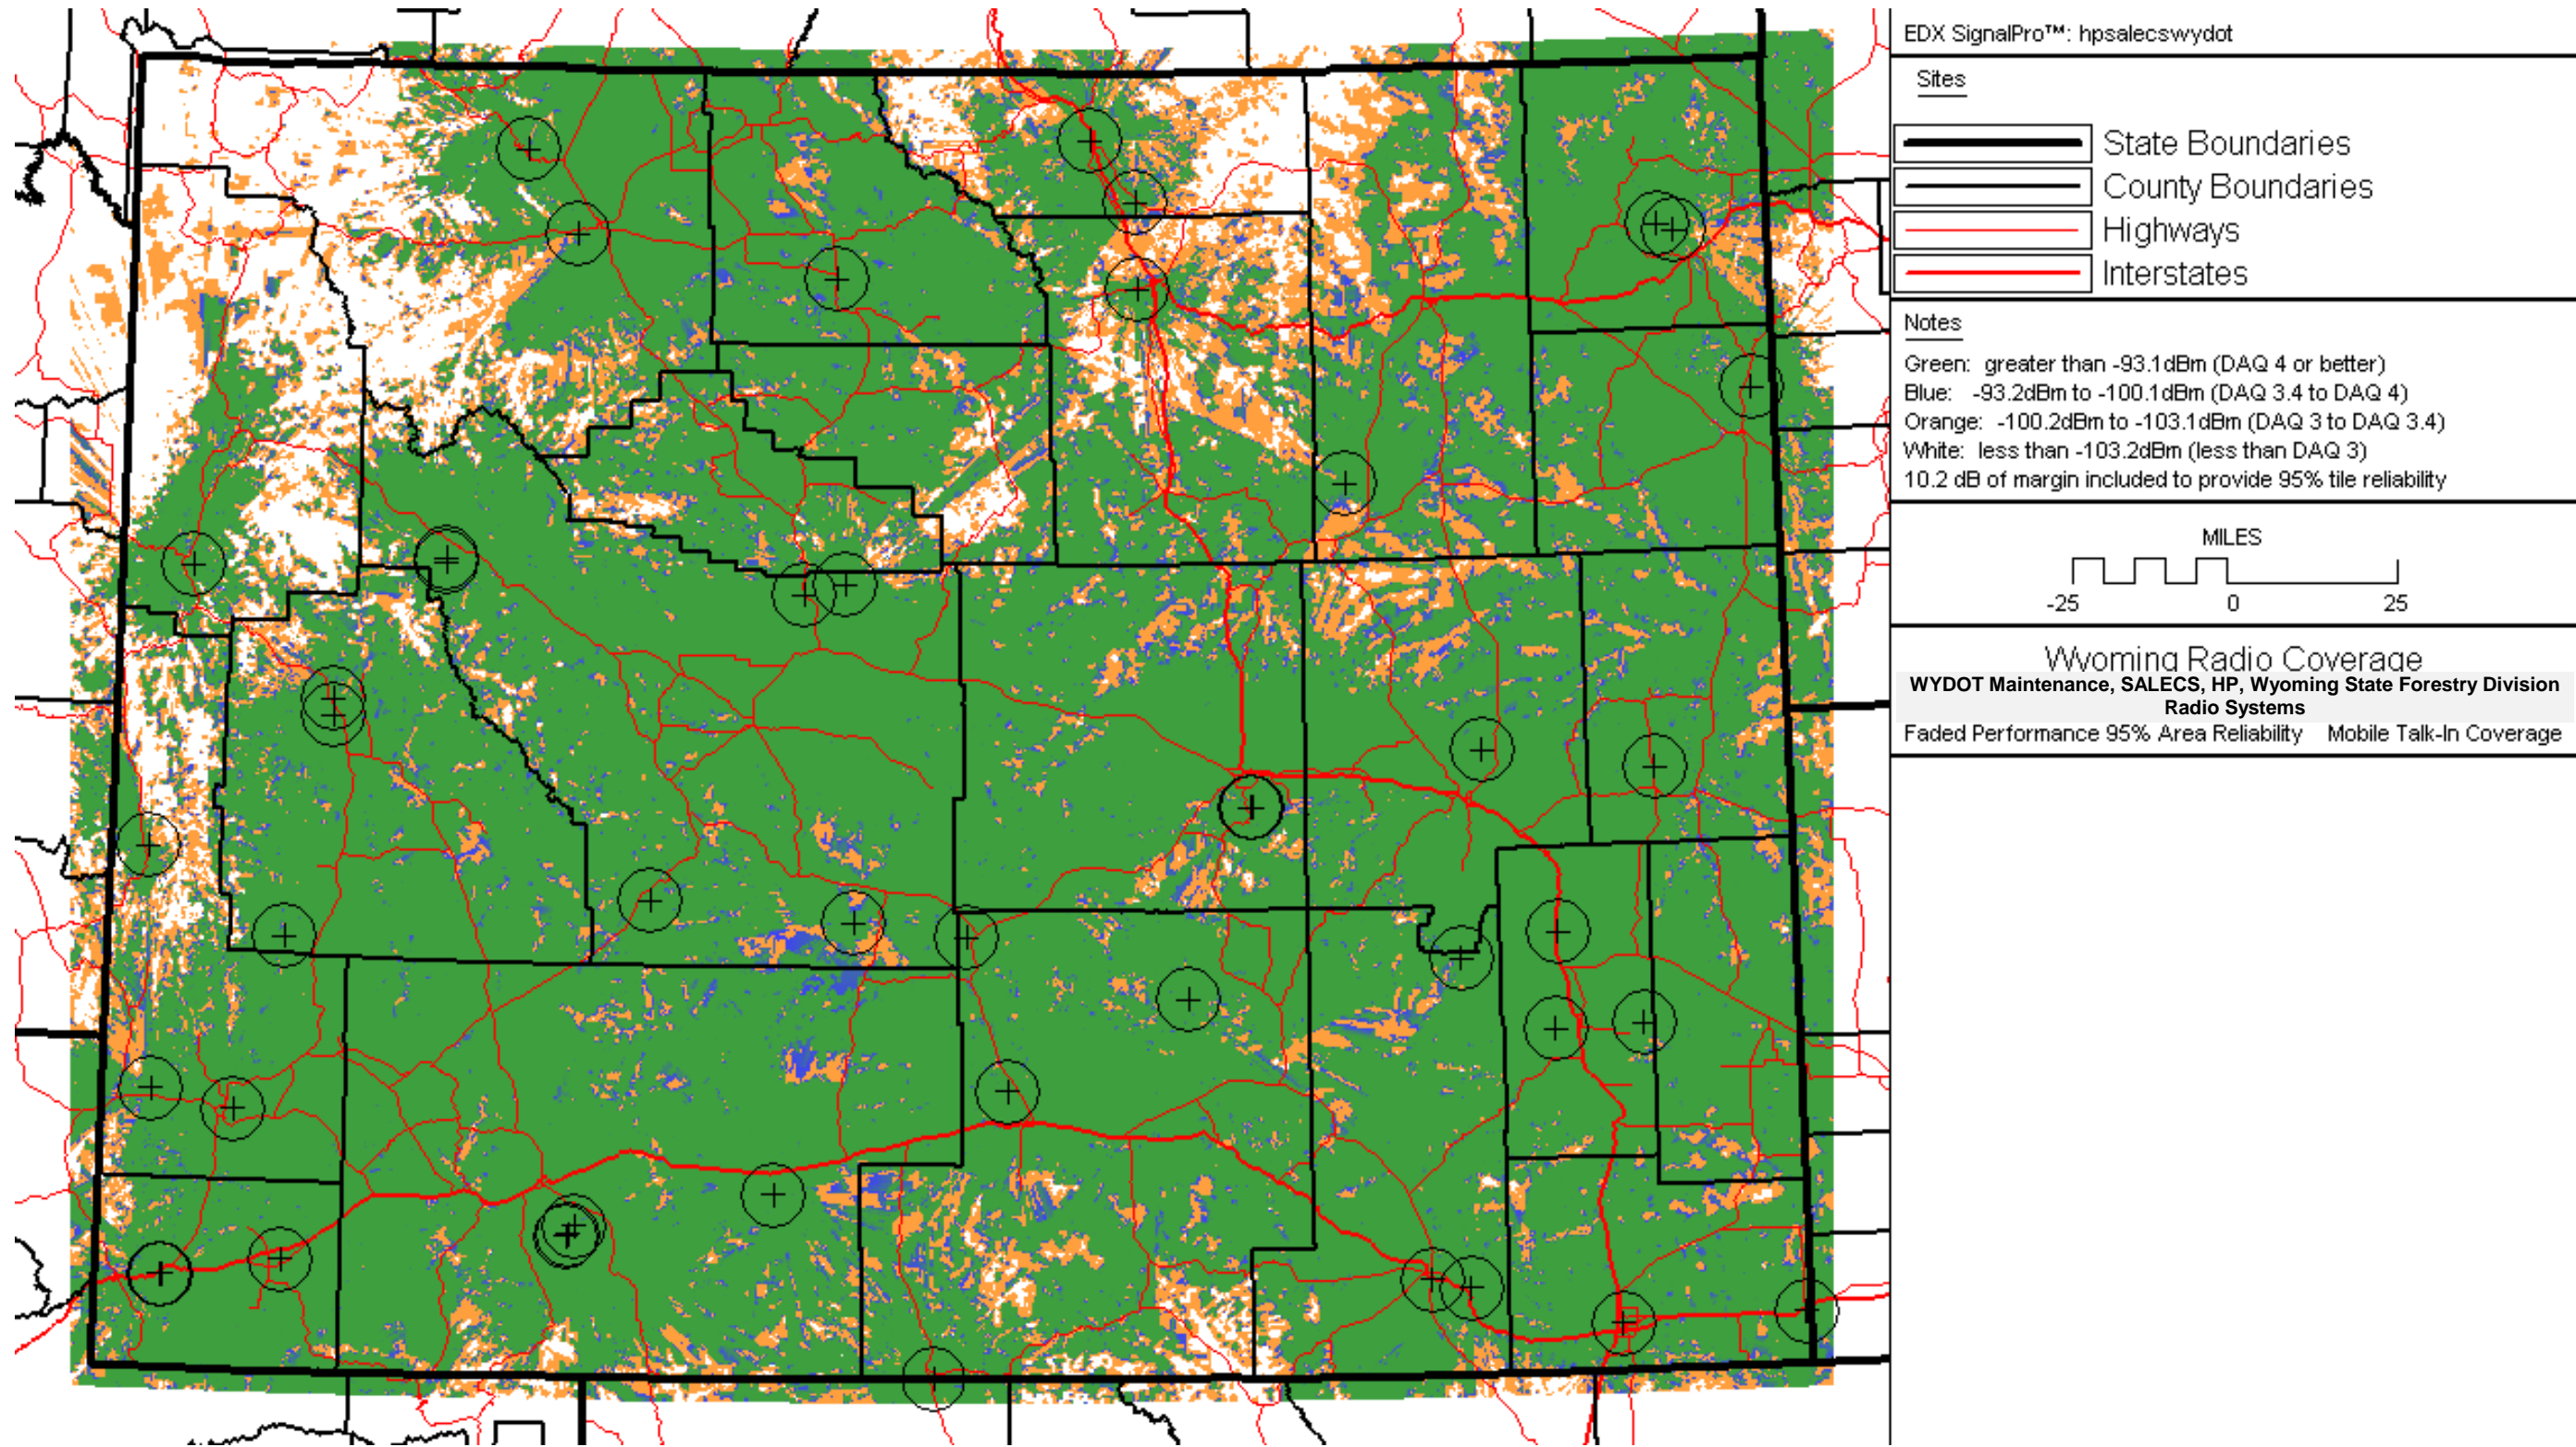 EDX SignalPro™: hpsalecswydot
Sites
State Boundaries
County Boundaries
Highways
Interstates
Notes
Green: greater than -93.1dBm (DAQ 4 or better)
Blue: -93.2dBm to -100.1dBm (DAQ 3.4 to DAQ 4)
Orange: -100.2dBm to -103.1dBm (DAQ 3 to DAQ 3.4)
White: less than -103.2dBm (less than DAQ 3)
10.2 dB of margin included to provide 95% tile reliability
MILES
-25 0 25
Wyoming Radio Coverage
WYDOT Maintenance, SALECS, HP, Wyoming State Forestry Division
Radio Systems
Faded Performance 95% Area Reliability Mobile Talk-In Coverage